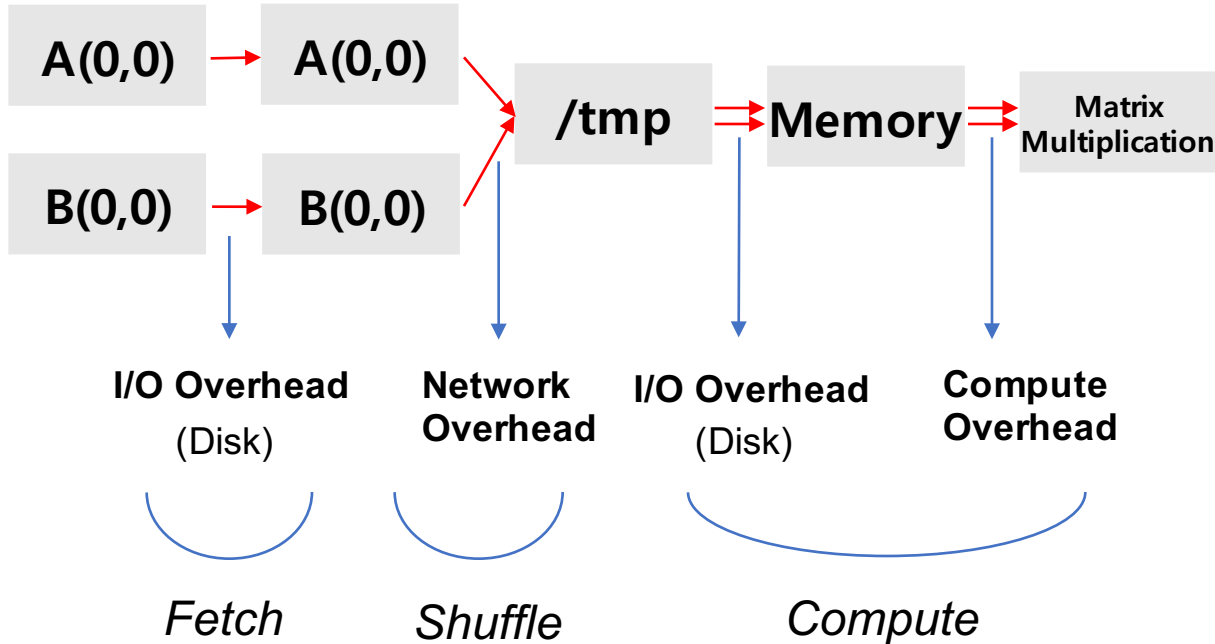 A(0,0)
A(0,0)
/tmp
Memory
Matrix
Multiplication
B(0,0)
B(0,0)
I/O Overhead
(Disk)
Network
Overhead
I/O Overhead
(Disk)
Compute
Overhead
Fetch
Shuffle
Compute